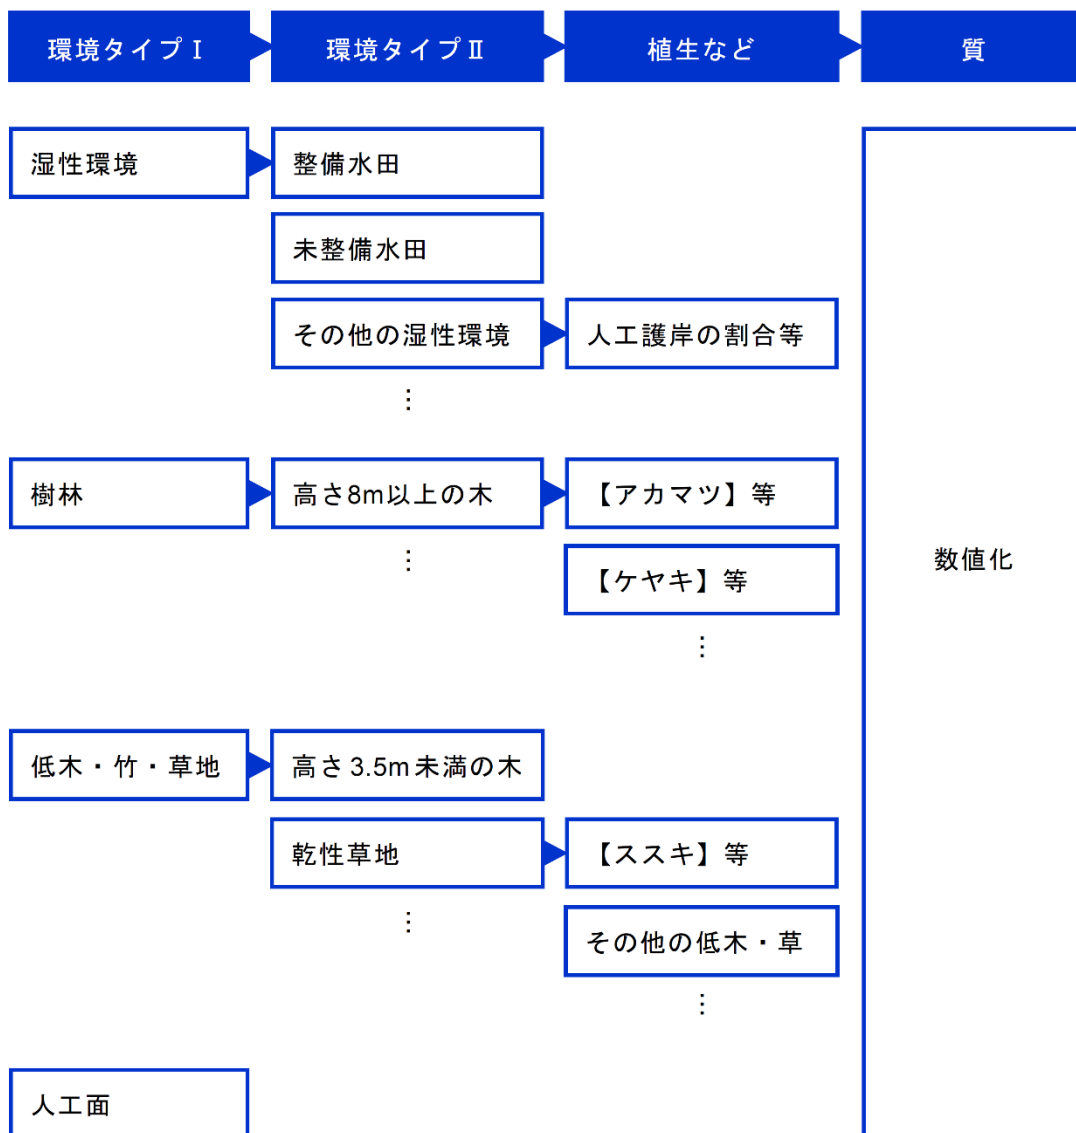 環境タイプⅠ
環境タイプⅡ
植生など
質
湿性環境
整備水田
未整備水田
その他の湿性環境
人工護岸の割合等
⋮
樹林
高さ8m以上の木
【アカマツ】等
⋮
【ケヤキ】等
⋮
数値化
低木・竹・草地
高さ3.5m未満の木
乾性草地
【ススキ】等
⋮
その他の低木・草
⋮
人工面